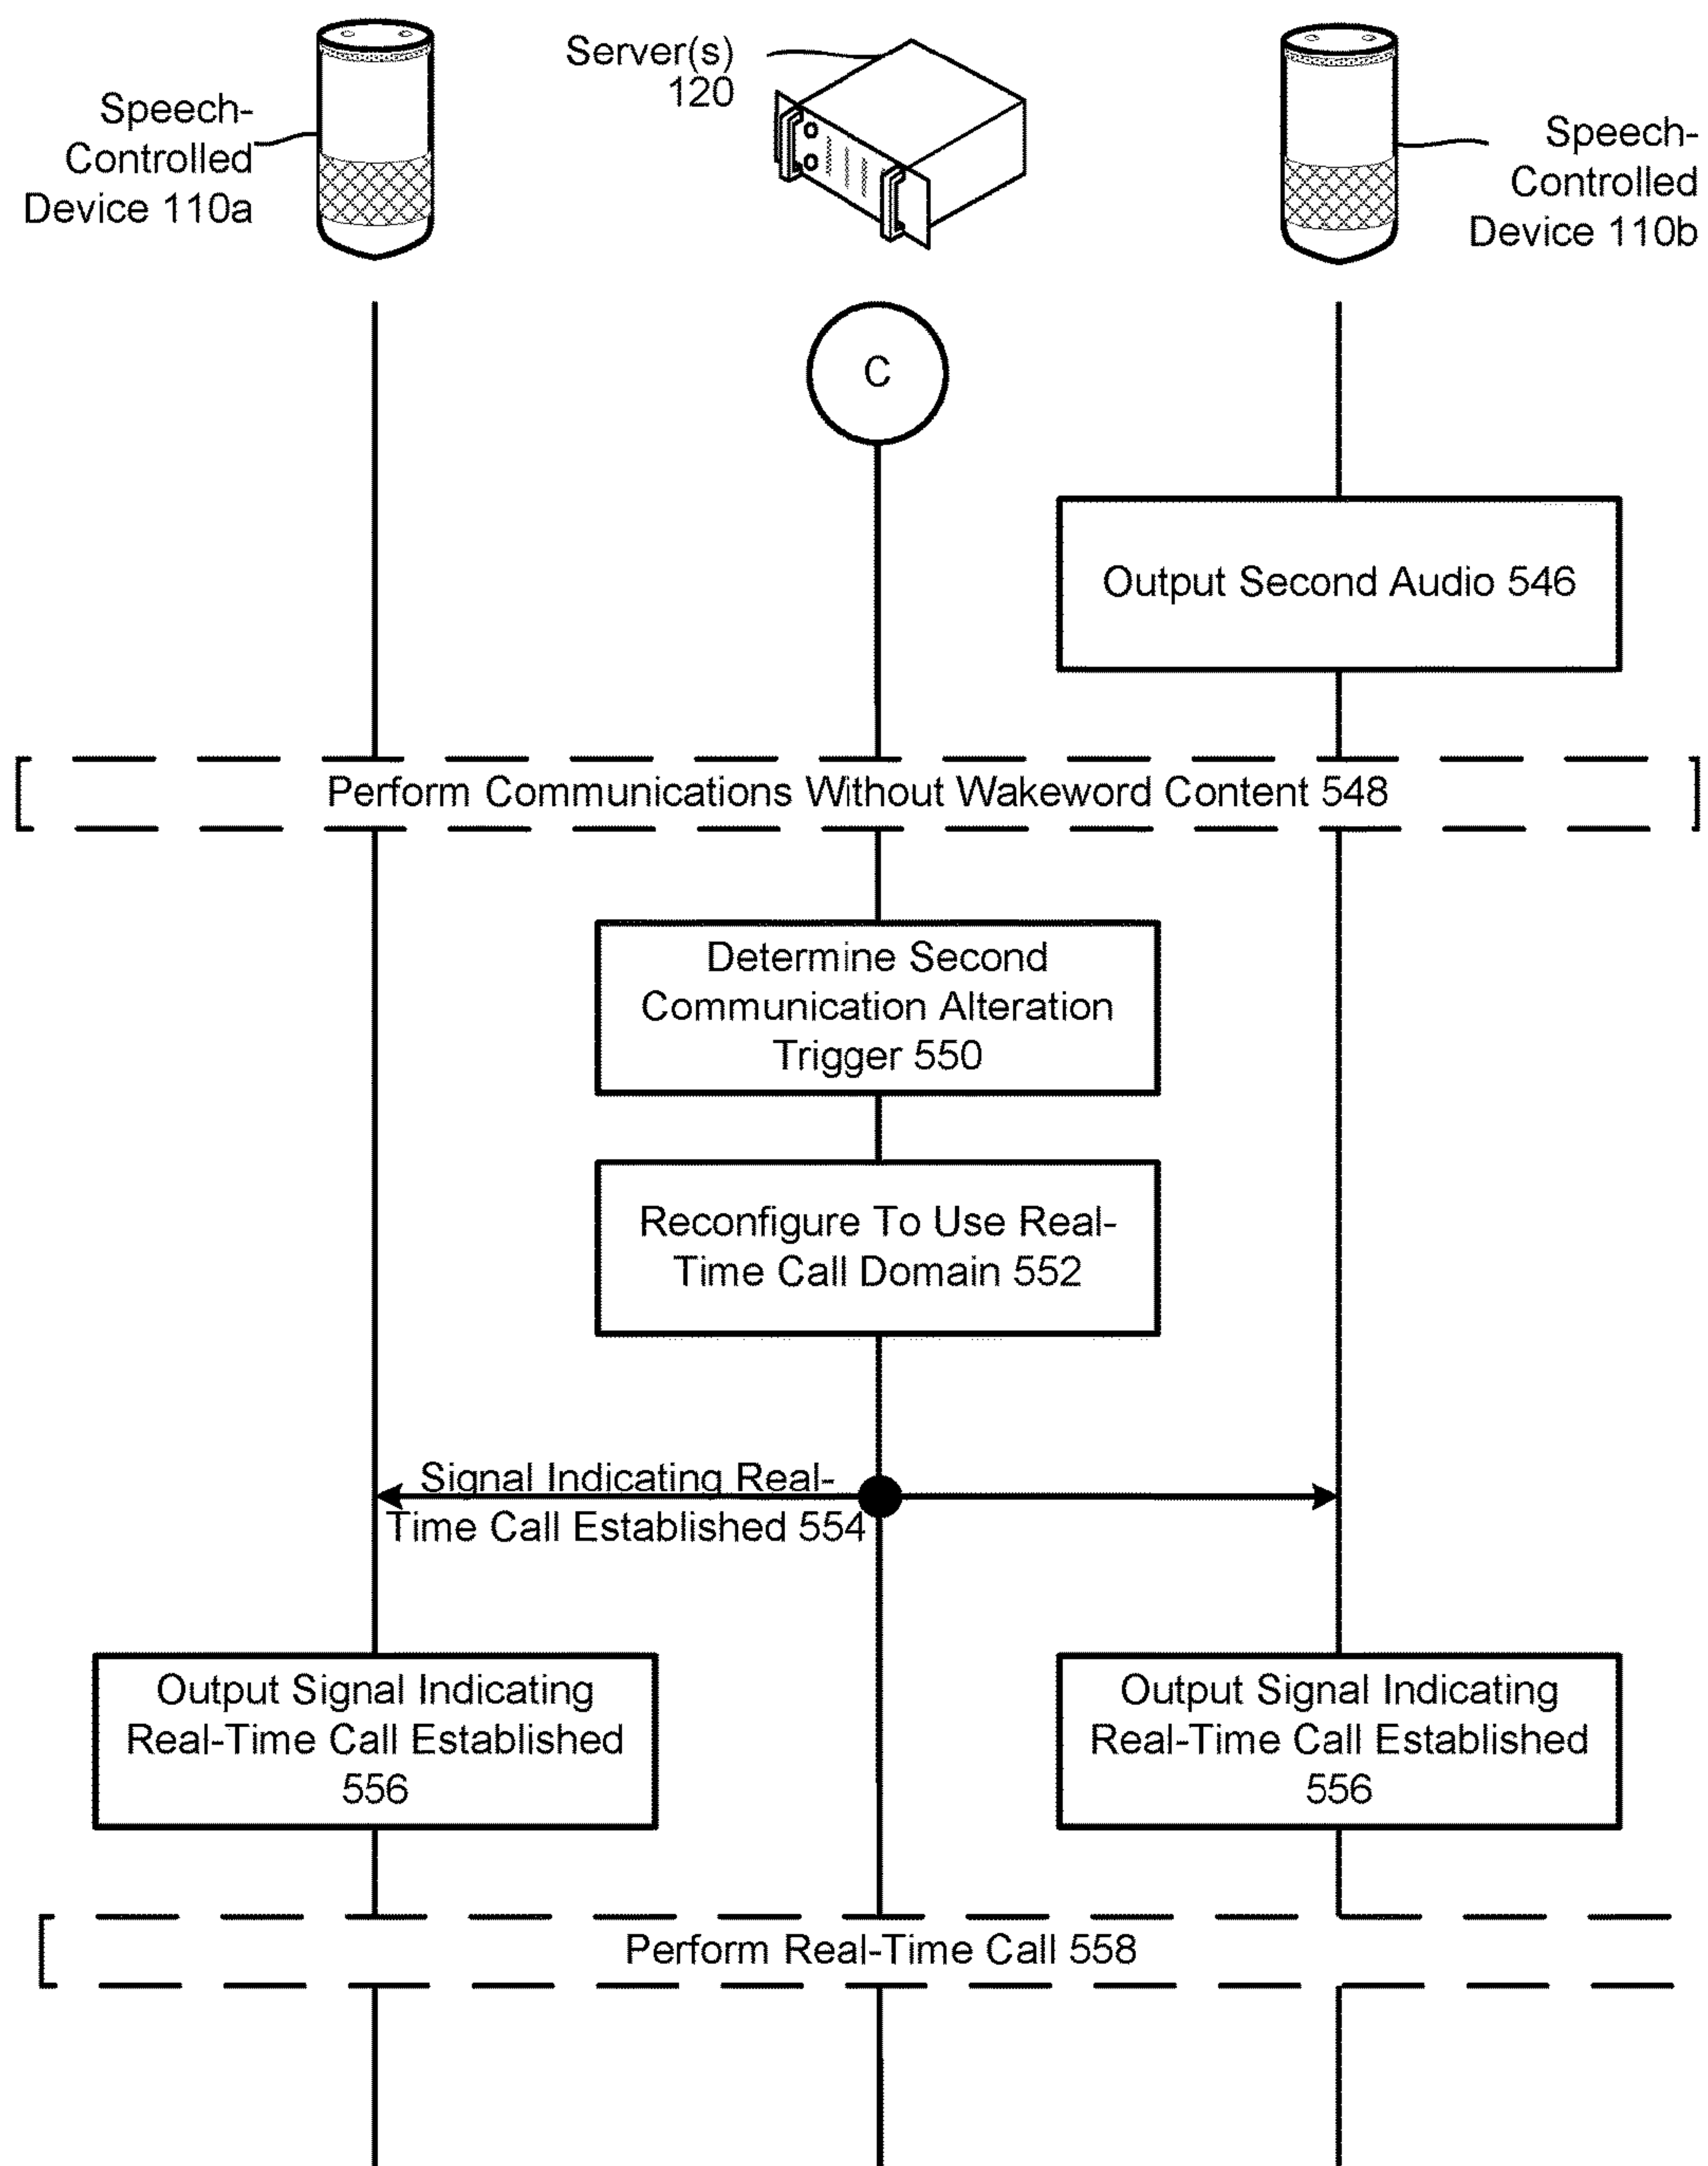 Speech-
Controlled
Device 110a
Server(s)
120
Speech-
Controlled
Device 110b
C
Output Second Audio 546
Perform Communications Without Wakeword Content 548
Determine Second
Communication Alteration
Trigger 550
Reconfigure To Use Real-
Time Call Domain 552
Signal Indicating Real-
Time Call Established 554
Output Signal Indicating
Real-Time Call Established
556
Output Signal Indicating
Real-Time Call Established
556
Perform Real-Time Call 558